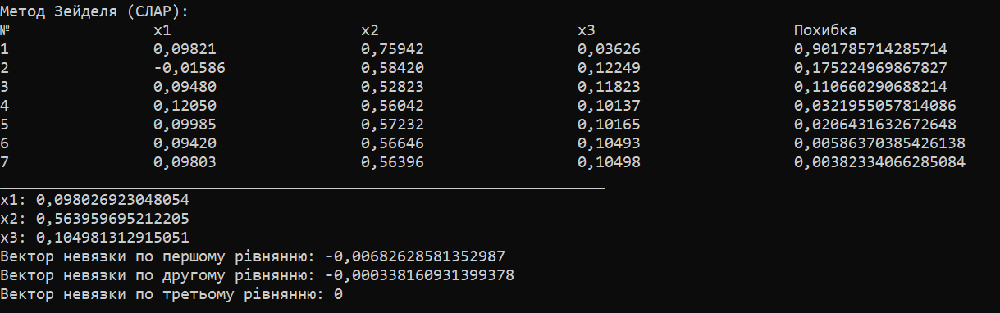 Метод Зейделя (СЛАР):
№ x1 x2 x3 Похибка
1 0,09821 0,75942 0,03626 0,901785714285714
2 -0,01586 0,58420 0,12249 0,175224969867827
3 0,09480 0,52823 0,11823 0,110660290688214
4 0,12050 0,56042 0,10137 0,0321955057814086
5 0,09985 0,57232 0,10165 0,0206431632672648
6 0,09420 0,56646 0,10493 0,00586370385426138
7 0,09803 0,56396 0,10498 0,00382334066285084
x1: 0,098026923048054
x2: 0,563959695212205
x3: 0,104981312915051
Вектор невязки по першому рівнянню: -0,00682628581352987
Вектор невязки по другому рівнянню: -0,000338160931399378
Вектор невязки по третьому рівнянню: 0